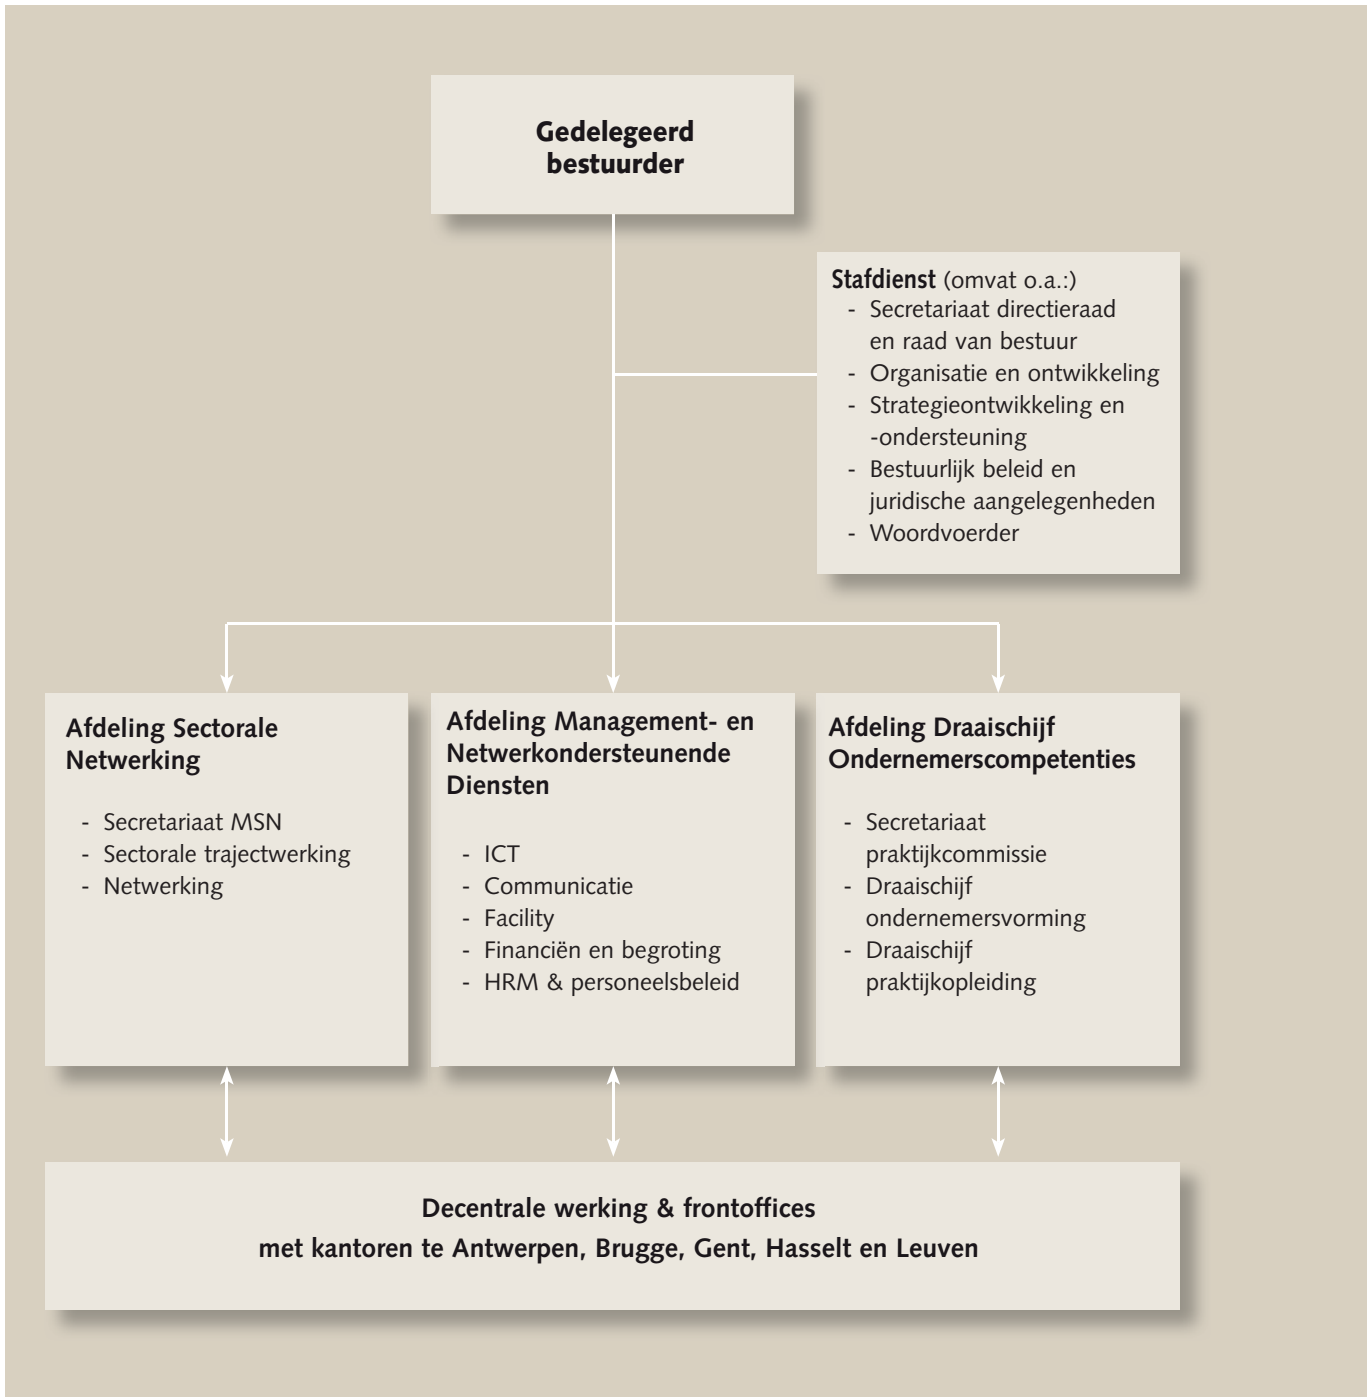 Gedelegeerd
bestuurder
Stafdienst (omvat o.a.:)
- Secretariaat directieraad
en raad van bestuur
- Organisatie en ontwikkeling
- Strategieontwikkeling en
-ondersteuning
- Bestuurlijk beleid en
juridische aangelegenheden
- Woordvoerder
Afdeling Sectorale
Netwerking
- Secretariaat MSN
- Sectorale trajectwerking
- Netwerking
Afdeling Management- en
Netwerkondersteunende
Diensten
- ICT
- Communicatie
- Facility
- Financiën en begroting
- HRM & personeelsbeleid
Afdeling Draaischijf
Ondernemerscompetenties
- Secretariaat
praktijkcommissie
- Draaischijf
ondernemersvorming
- Draaischijf
praktijkopleiding
Decentrale werking & frontoffices
met kantoren te Antwerpen, Brugge, Gent, Hasselt en Leuven